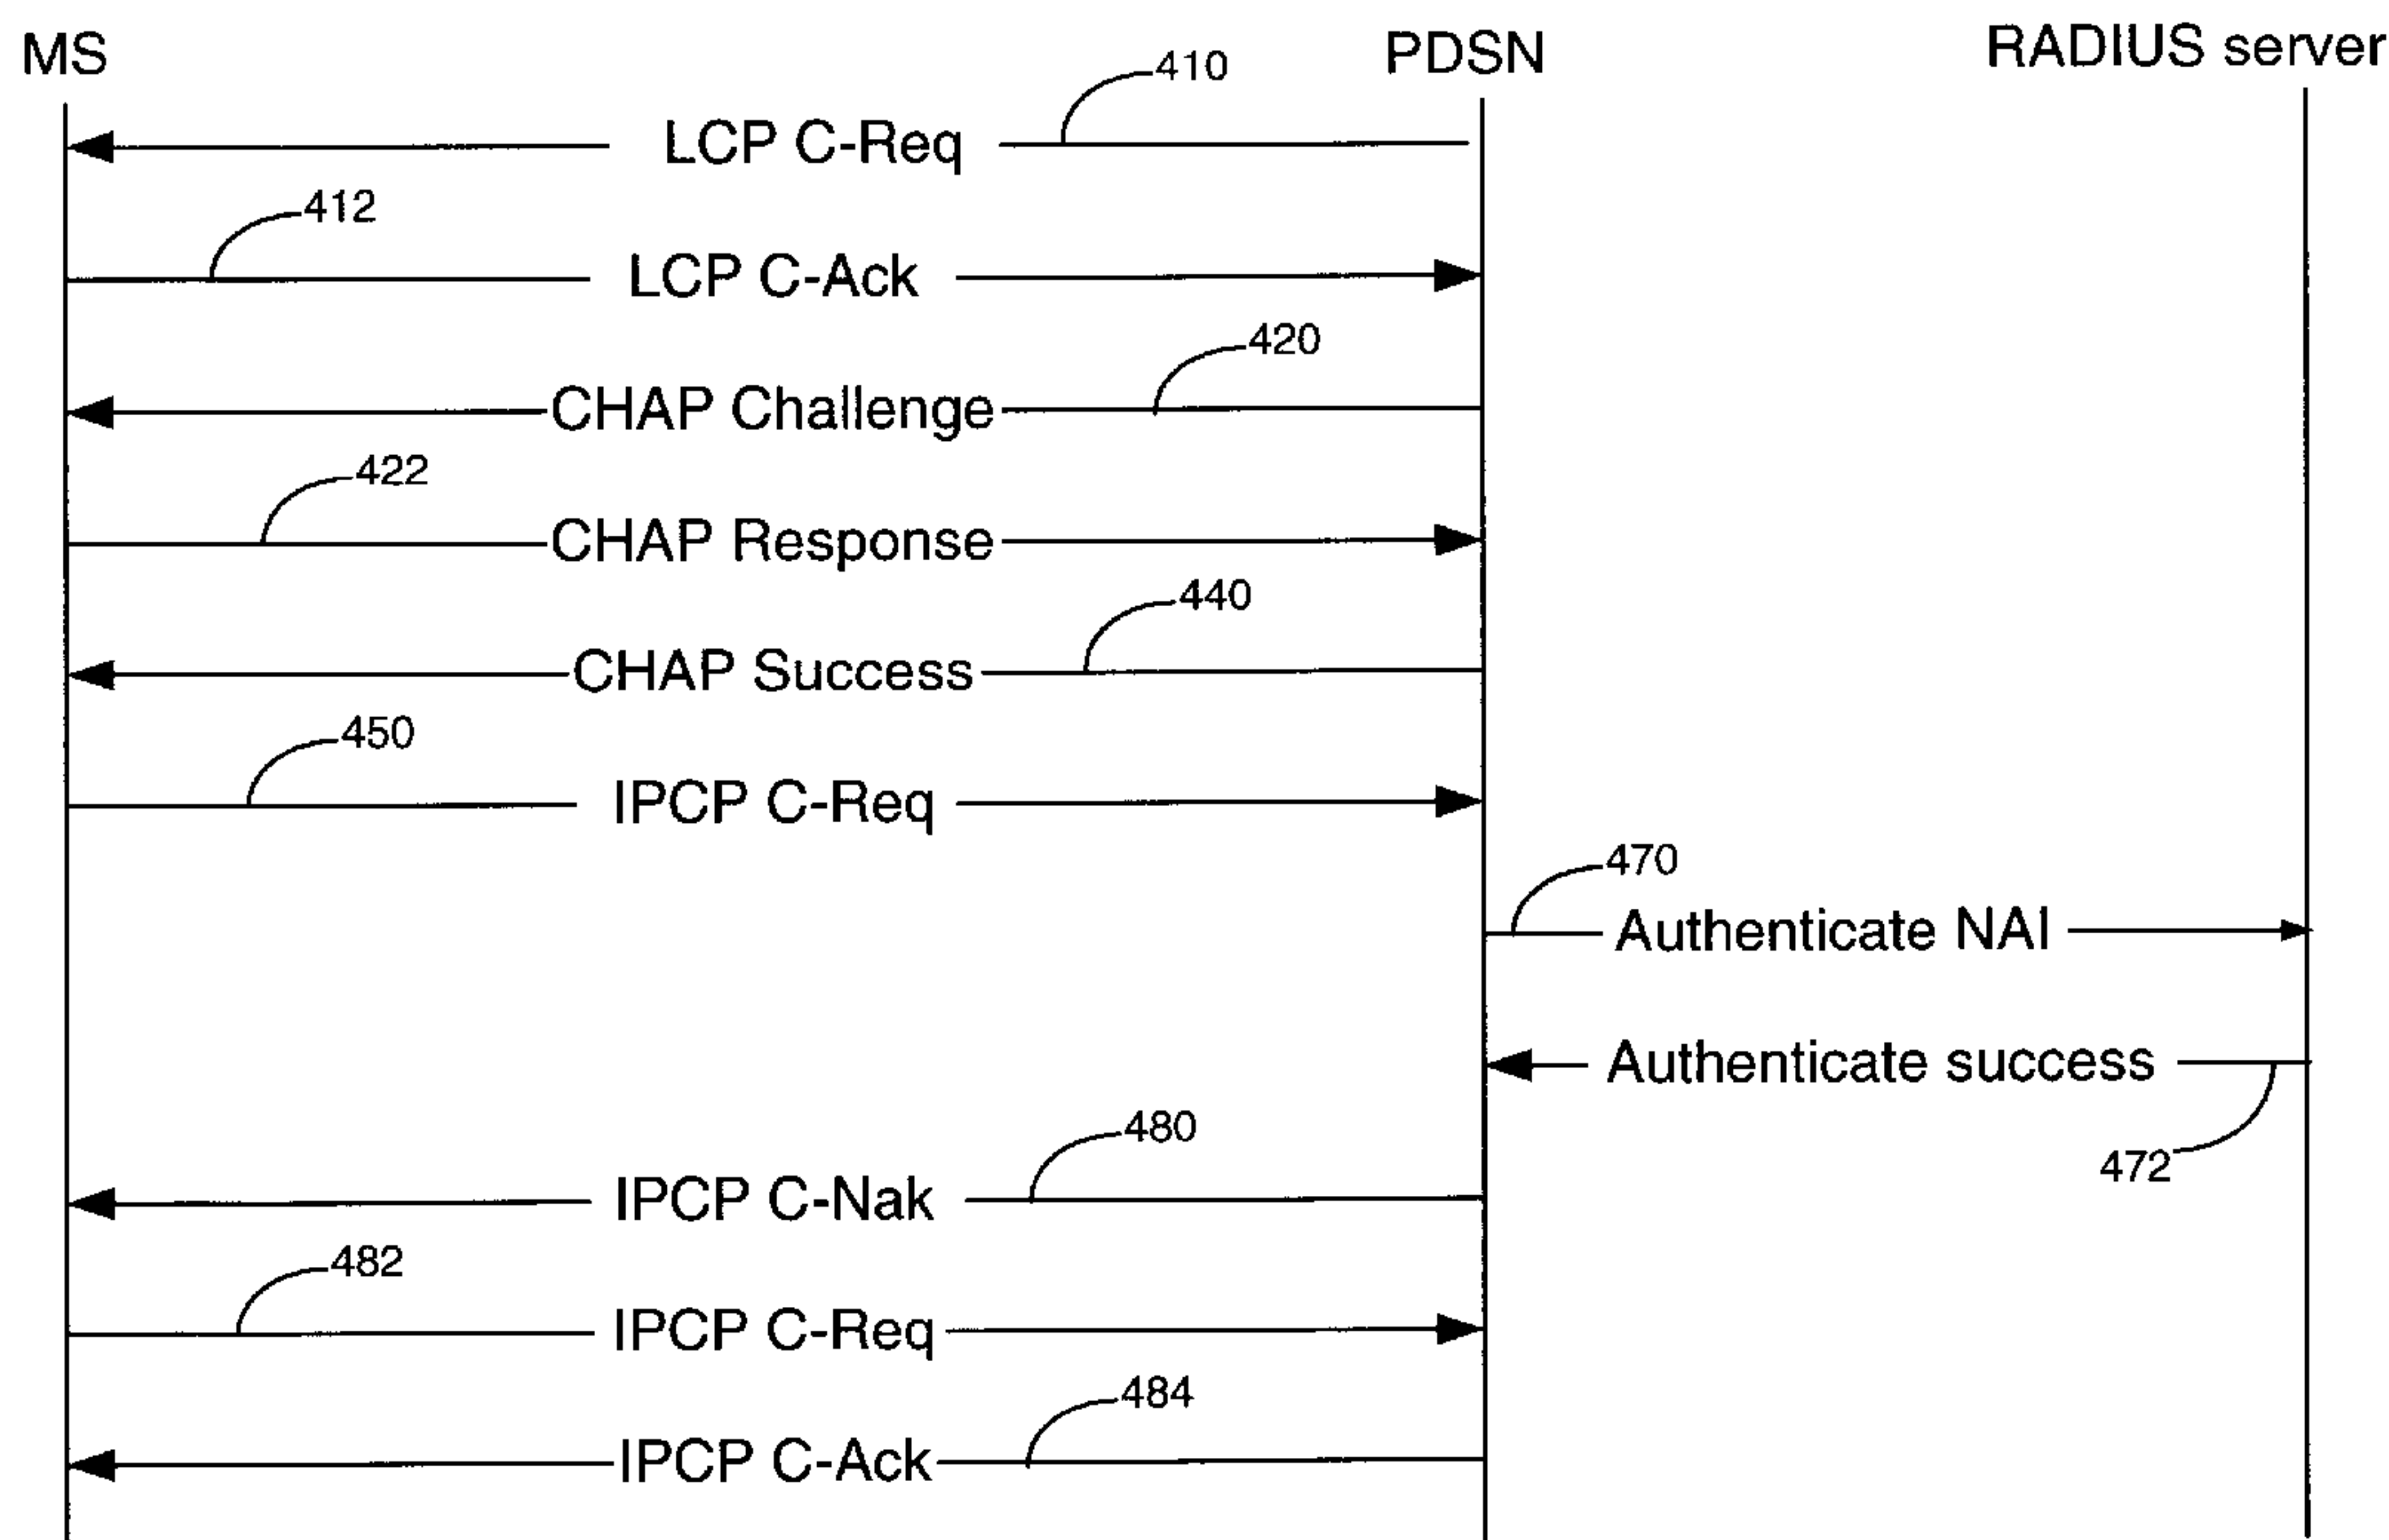 MS
PDSN
RADIUS server
410
LCP C-Req
412
LCP C-Ack
420
CHAP Challenge
422
CHAP Response
440
CHAP Success
450
IPCP C-Req
470
Authenticate NAI
Authenticate success
472
480
IPCP C-Nak
482
IPCP C-Req
484
IPCP C-Ack